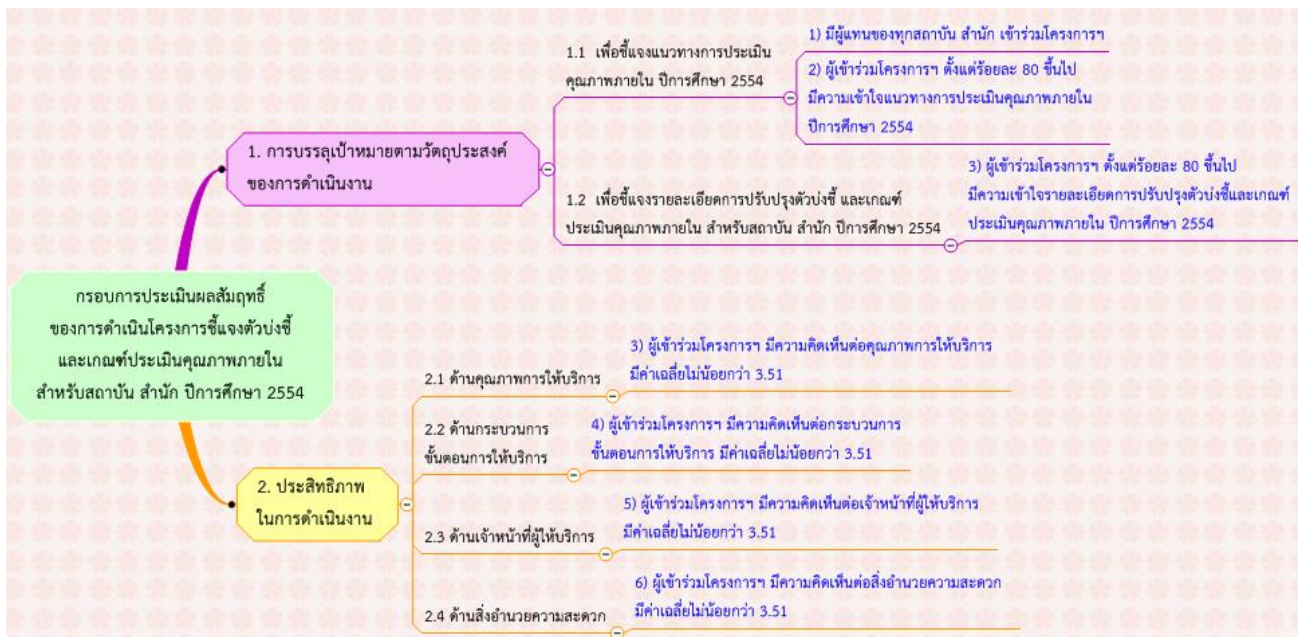 กรอบการประเมินผลสัมฤทธิ์
ของการดำเนินโครงการชี้แจงตัวบ่งชี้
และเกณฑ์ประเมินคุณภาพภายใน
สำหรับสถาบัน สำนัก ปีการศึกษา 2554
1. การบรรลุเป้าหมายตามวัตถุประสงค์
ของการดำเนินงาน
1.1 เพื่อชี้แจงแนวทางการประเมิน
คุณภาพภายใน ปีการศึกษา 2554
1) มีผู้แทนของทุกสถาบัน สำนัก เข้าร่วมโครงการฯ
2) ผู้เข้าร่วมโครงการฯ ตั้งแต่ร้อยละ 80 ขึ้นไป
มีความเข้าใจแนวทางการประเมินคุณภาพภายใน
ปีการศึกษา 2554
1.2 เพื่อชี้แจงรายละเอียดการปรับปรุงตัวบ่งชี้ และเกณฑ์
ประเมินคุณภาพภายใน สำหรับสถาบัน สำนัก ปีการศึกษา 2554
3) ผู้เข้าร่วมโครงการฯ ตั้งแต่ร้อยละ 80 ขึ้นไป
มีความเข้าใจรายละเอียดการปรับปรุงตัวบ่งชี้และเกณฑ์
ประเมินคุณภาพภายใน ปีการศึกษา 2554
2. ประสิทธิภาพ
ในการดำเนินงาน
2.1 ด้านคุณภาพการให้บริการ
3) ผู้เข้าร่วมโครงการฯ มีความคิดเห็นต่อคุณภาพการให้บริการ
มีค่าเฉลี่ยไม่น้อยกว่า 3.51
2.2 ด้านกระบวนการ
ขั้นตอนการให้บริการ
4) ผู้เข้าร่วมโครงการฯ มีความคิดเห็นต่อกระบวนการ
ขั้นตอนการให้บริการ มีค่าเฉลี่ยไม่น้อยกว่า 3.51
2.3 ด้านเจ้าหน้าที่ผู้ให้บริการ
5) ผู้เข้าร่วมโครงการฯ มีความคิดเห็นต่อเจ้าหน้าที่ผู้ให้บริการ
มีค่าเฉลี่ยไม่น้อยกว่า 3.51
2.4 ด้านสิ่งอำนวยความสะดวก
6) ผู้เข้าร่วมโครงการฯ มีความคิดเห็นต่อสิ่งอำนวยความสะดวก
มีค่าเฉลี่ยไม่น้อยกว่า 3.51